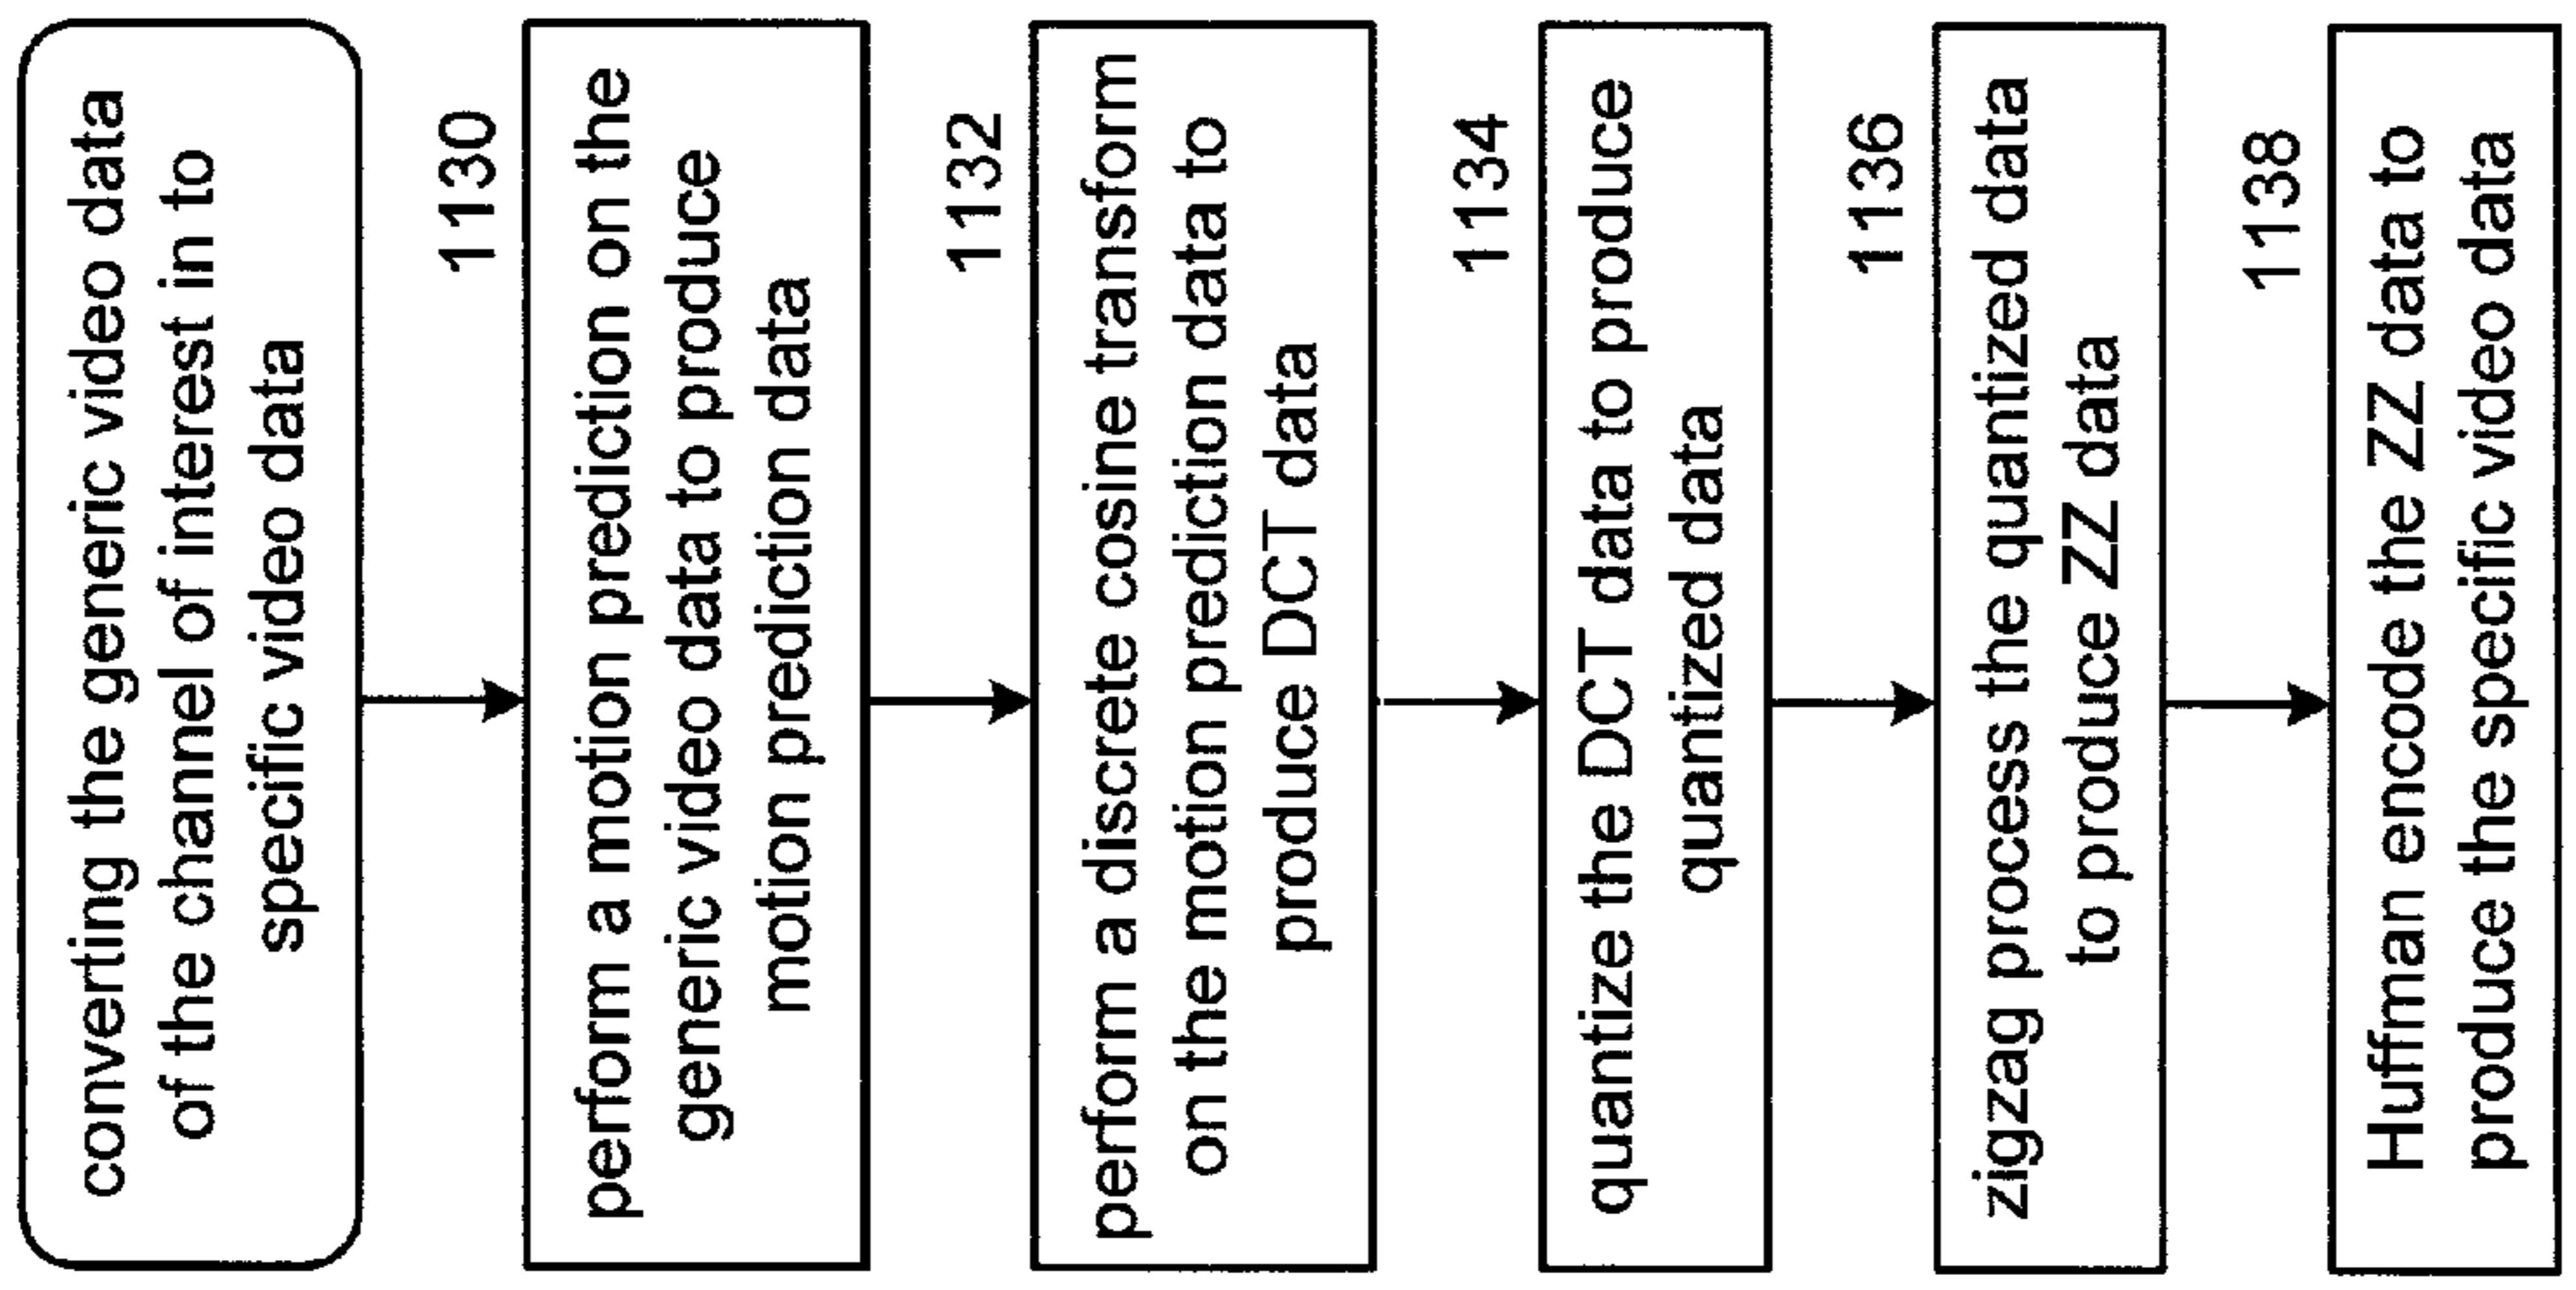 converting the generic video data
of the channel of interest in to
specific video data
1130
perform a motion prediction on the
generic video data to produce
motion prediction data
1132
perform a discrete cosine transform
on the motion prediction data to
produce DCT data
1134
quantize the DCT data to produce
quantized data
1136
zigzag process the quantized data
to produce ZZ data
1138
Huffman encode the ZZ data to
produce the specific video data